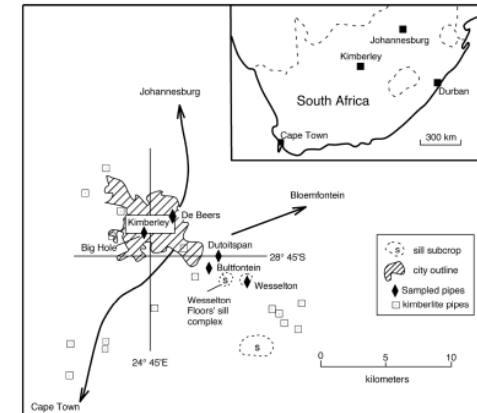 Johannesburg
Kimberley
Durban
South Africa
Cape Town
300 km
Johannesburg
Bloemfontein
De Beers
Kimberley
Big Hole
Dutoitspan
28° 45'S
Bultfontein
Wesselton
s
Wesselton
Floors' sill
complex
s
24° 45'E
Cape Town
s
sill subcrop
city outline
Sampled pipes
kimberlite pipes
0
5
10
kilometers